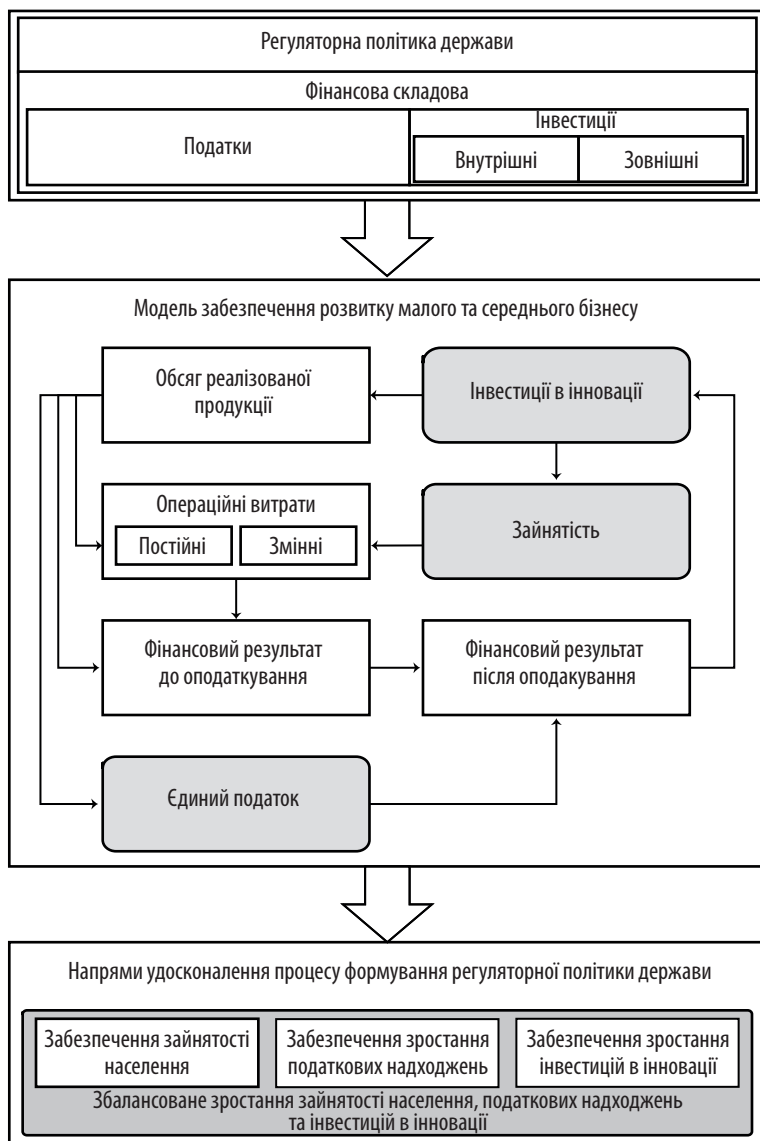 Регуляторна політика держави
Фінансова складова
Податки
Інвестиції
Внутрішні
Зовнішні
Модель забезпечення розвитку малого та середнього бізнесу
Обсяг реалізованої
продукції
Інвестиції в інновації
Операційні витрати
Постійні
Змінні
Зайнятість
Фінансовий результат
до оподаткування
Фінансовий результат
після оподакування
Єдиний податок
Напрями удосконалення процесу формування регуляторної політики держави
Забезпечення зайнятості
населення
Забезпечення зростання
податкових надходжень
Забезпечення зростання
інвестицій в інновації
Збалансоване зростання зайнятості населення, податкових надходжень
та інвестицій в інновації